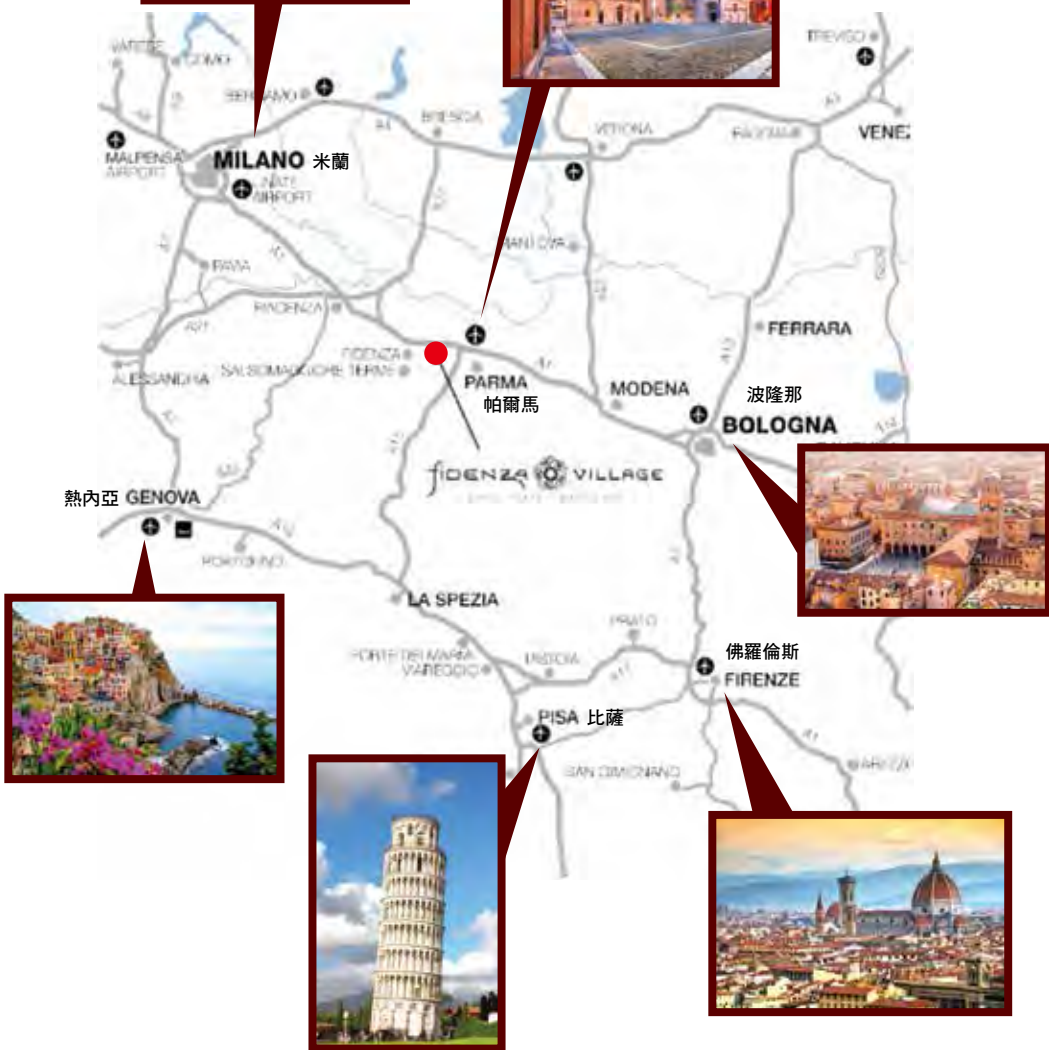 TREVISO
VARESE
COMO
BERGAMO
BRESCIA
A4
VERONA
PADOVA
VENEZ
MALPENSA
AIRPORT
MILANO 米蘭
AIRPORT
MANTOVA
PAVIA
PIACENZA
A21
FERRARA
A13
FIDENZA
SALSOMAGGIORE TERME
ALESSANDRIA
PARMA
帕爾馬
MODENA
波隆那
BOLOGNA
FIDENZA VILLAGE
熱內亞 GENOVA
A12
PORTOFINO
LA SPEZIA
PRATO
FORTE DEI MARMI
VIAREGGIO
PISTOIA
A11
佛羅倫斯
FIRENZE
PISA 比薩
A1
SAN GIMIGNANO